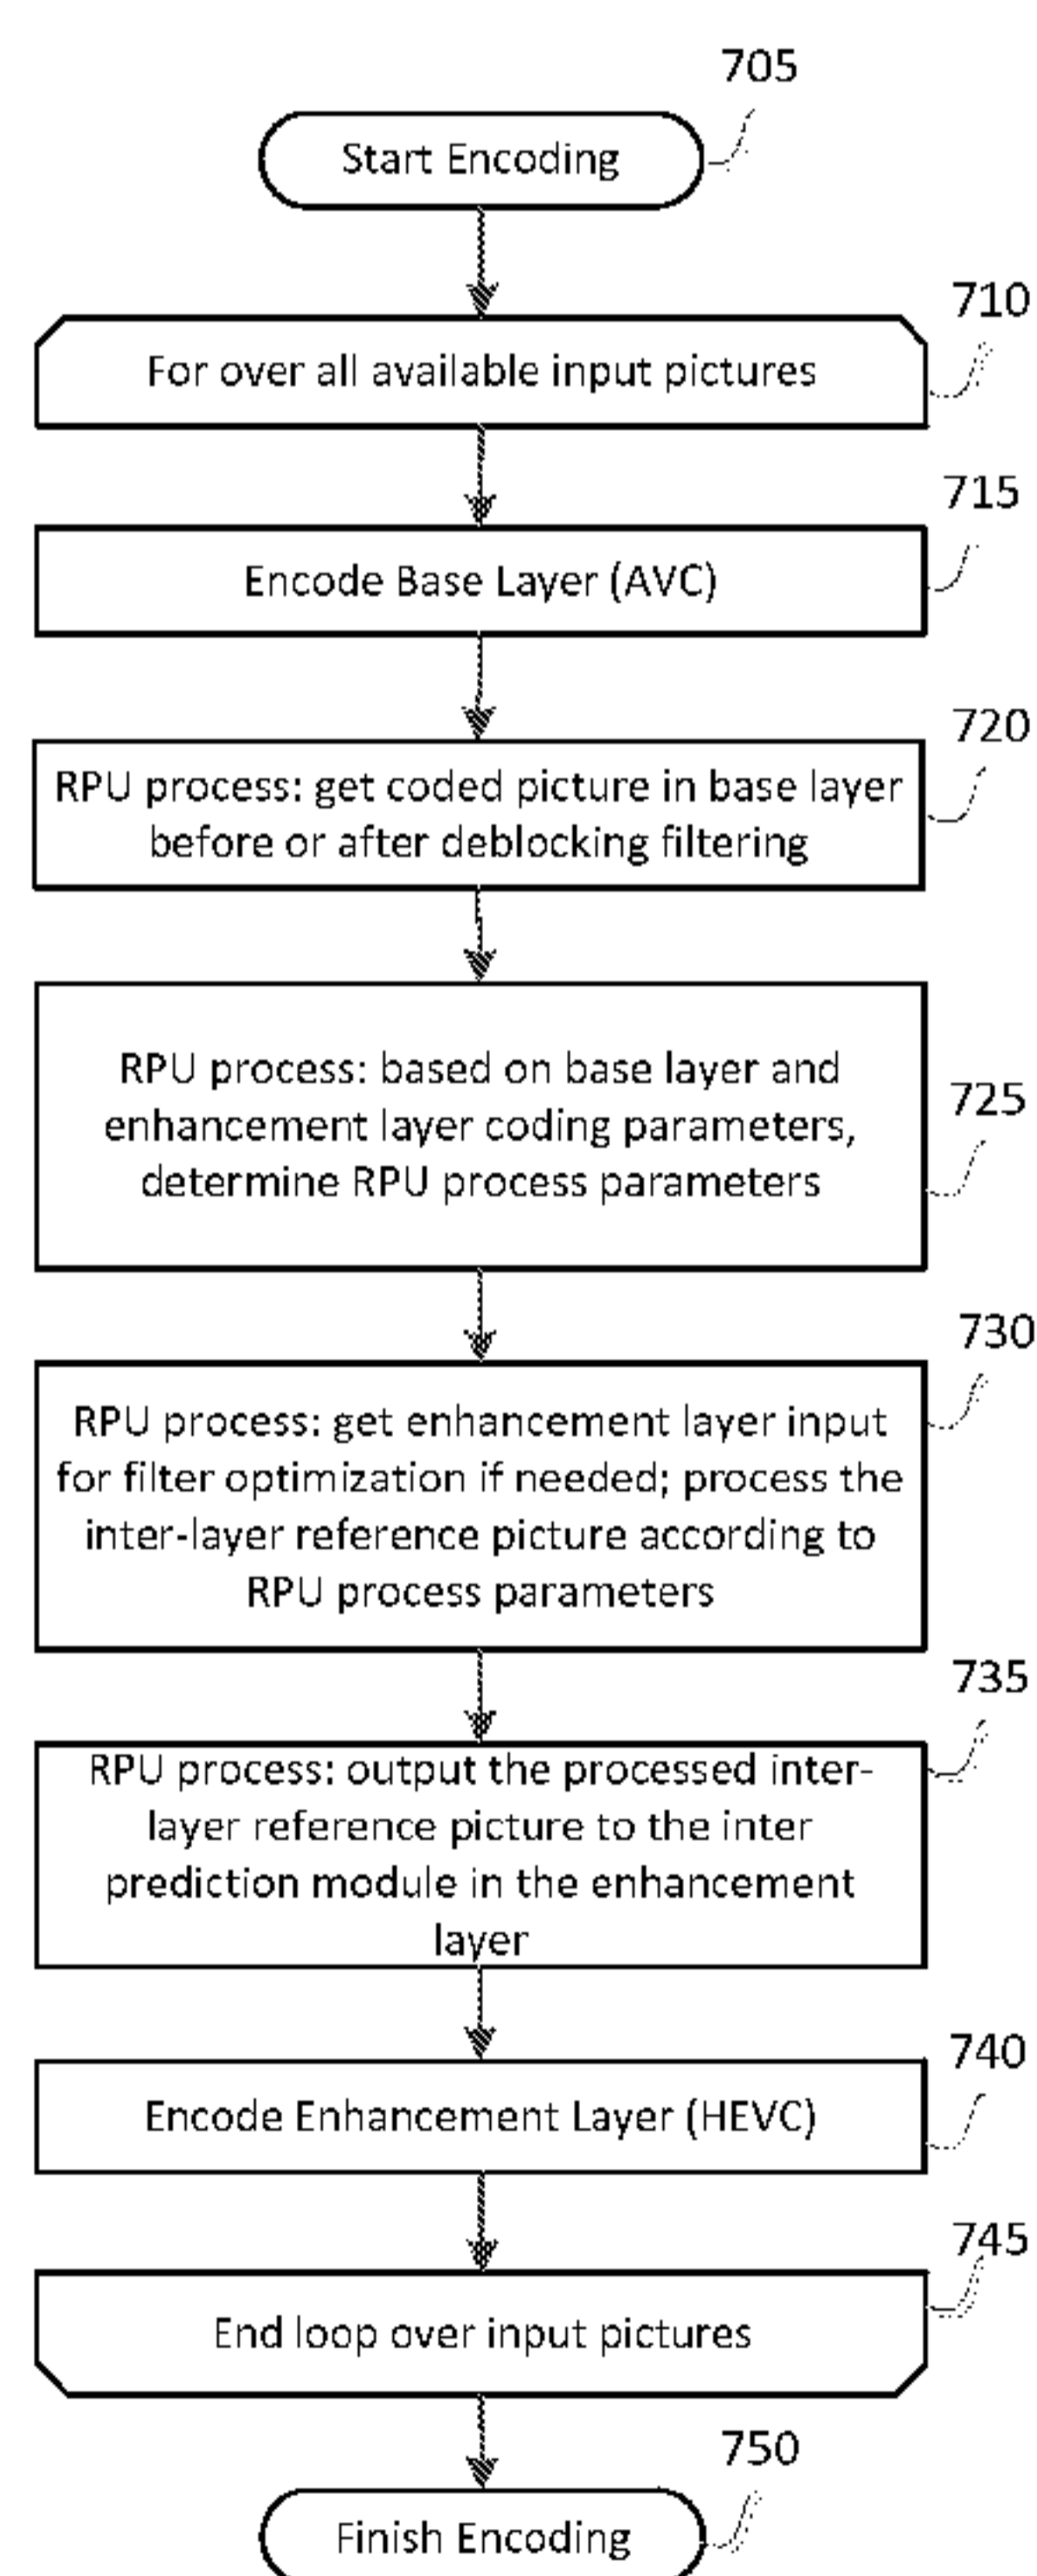 705
Start Encoding
710
For over all available input pictures
715
Encode Base Layer (AVC)
720
RPU process: get coded picture in base layer
before or after deblocking filtering
725
RPU process: based on base layer and
enhancement layer coding parameters,
determine RPU process parameters
730
RPU process: get enhancement layer input
for filter optimization if needed; process the
inter-layer reference picture according to
RPU process parameters
735
RPU process: output the processed inter-
layer reference picture to the inter
prediction module in the enhancement
layer
740
Encode Enhancement Layer (HEVC)
745
End loop over input pictures
750
Finish Encoding